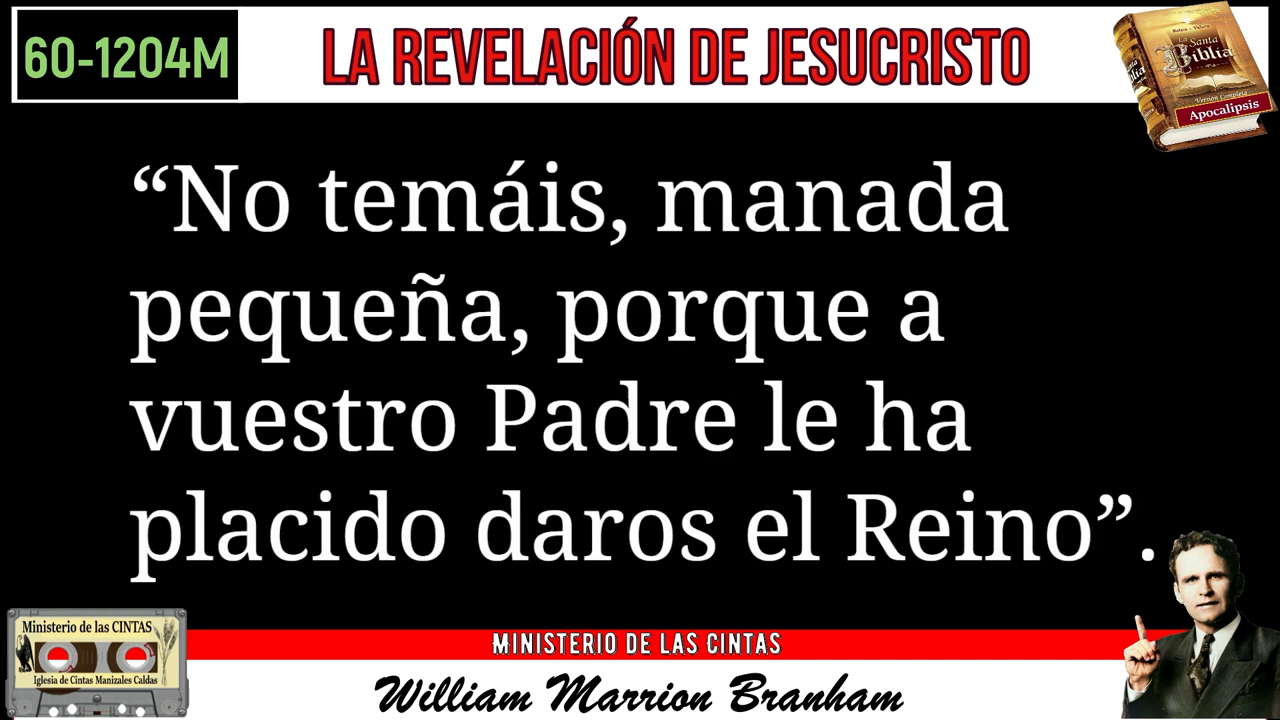 60-1204M
LA REVELACIÓN DE JESUCRISTO
La Santa
Biblia
Versión Completa
Apocalipsis
“No temáis, manada
pequeña, porque a
vuestro Padre le ha
placido daros el Reino”.
Ministerio de las CINTAS
Iglesia de Cintas Manizales Caldas
MINISTERIO DE LAS CINTAS
William Marrion Branham